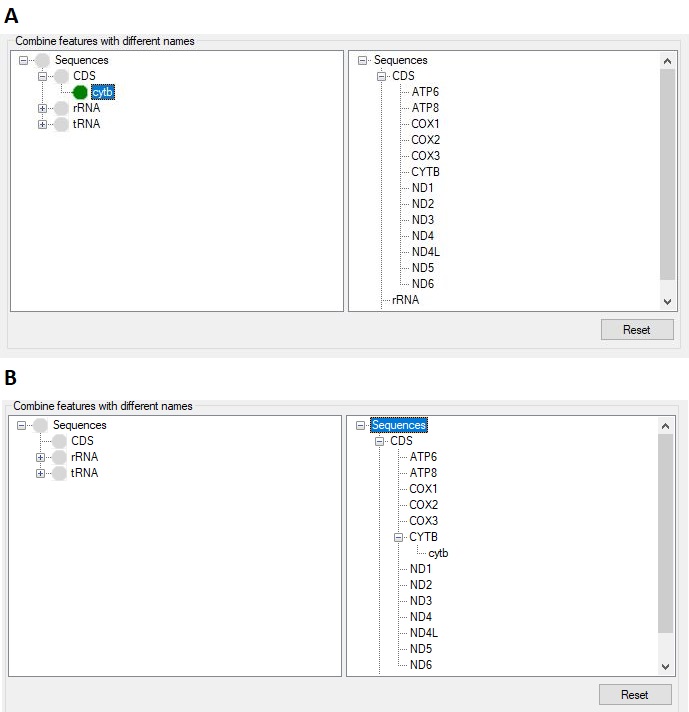 A
Combine features with different names
Sequences
CDS
cytb
rRNA
tRNA
Sequences
CDS
ATP6
ATP8
COX1
COX2
COX3
CYTB
ND1
ND2
ND3
ND4
ND4L
ND5
ND6
rRNA
Reset
B
Combine features with different names
Sequences
CDS
rRNA
tRNA
Sequences
CDS
ATP6
ATP8
COX1
COX2
COX3
CYTB
cytb
ND1
ND2
ND3
ND4
ND4L
ND5
ND6
Reset